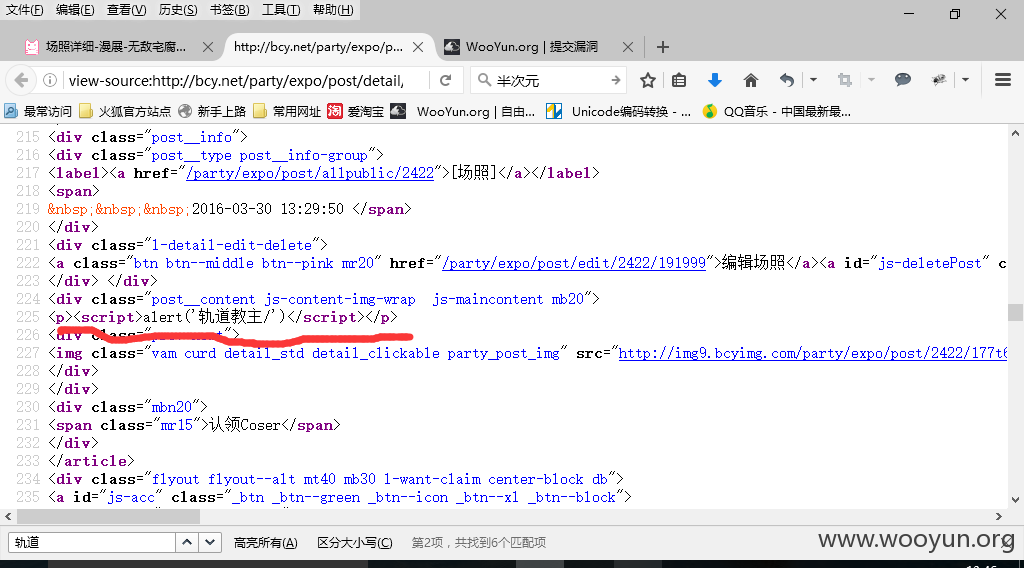 文件(F) 编辑(E) 查看(V) 历史(S) 书签(B) 工具(T) 帮助(H)
场照详细-漫展-无敌宅腐... http://bcy.net/party/expo/p... WooYun.org | 提交漏洞
view-source:http://bcy.net/party/expo/post/detail, 半次元
最常访问 火狐官方站点 新手上路 常用网址 爱淘宝 WooYun.org | 自由... Unicode编码转换 - ... QQ音乐 - 中国最新最...
215 <div class="post__info">
216 <div class="post__type post__info-group">
217 <label><a href="/party/expo/post/allpublic/2422">[场照]</a></label>
218 <span>
219 &nbsp;&nbsp;&nbsp;2016-03-30 13:29:50 </span>
220 </div>
221 <div class="l-detail-edit-delete">
222 <a class="btn btn--middle btn--pink mr20" href="/party/expo/post/edit/2422/191999">编辑场照</a><a id="js-deletePost" c
223 </div> </div>
224 <div class="post__content js-content-img-wrap  js-maincontent mb20">
225 <p><script>alert('轨道教主/')</script></p>
226 <div class=
227 <img class="vam curd detail_std detail_clickable party_post_img" src="http://img9.bcyimg.com/party/expo/post/2422/177t6
228 </div>
229 </div>
230 <div class="mbn20">
231 <span class="mr15">认领Coser</span>
232 </div>
233 </article>
234 <div class="flyout flyout--alt mt40 mb30 l-want-claim center-block db">
235 <a id="js-acc" class="_btn _btn--green _btn--icon _btn--xl _btn--block">
轨道 高亮所有(A) 区分大小写(C) 第2项，共找到6个匹配项
www.wooyun.org